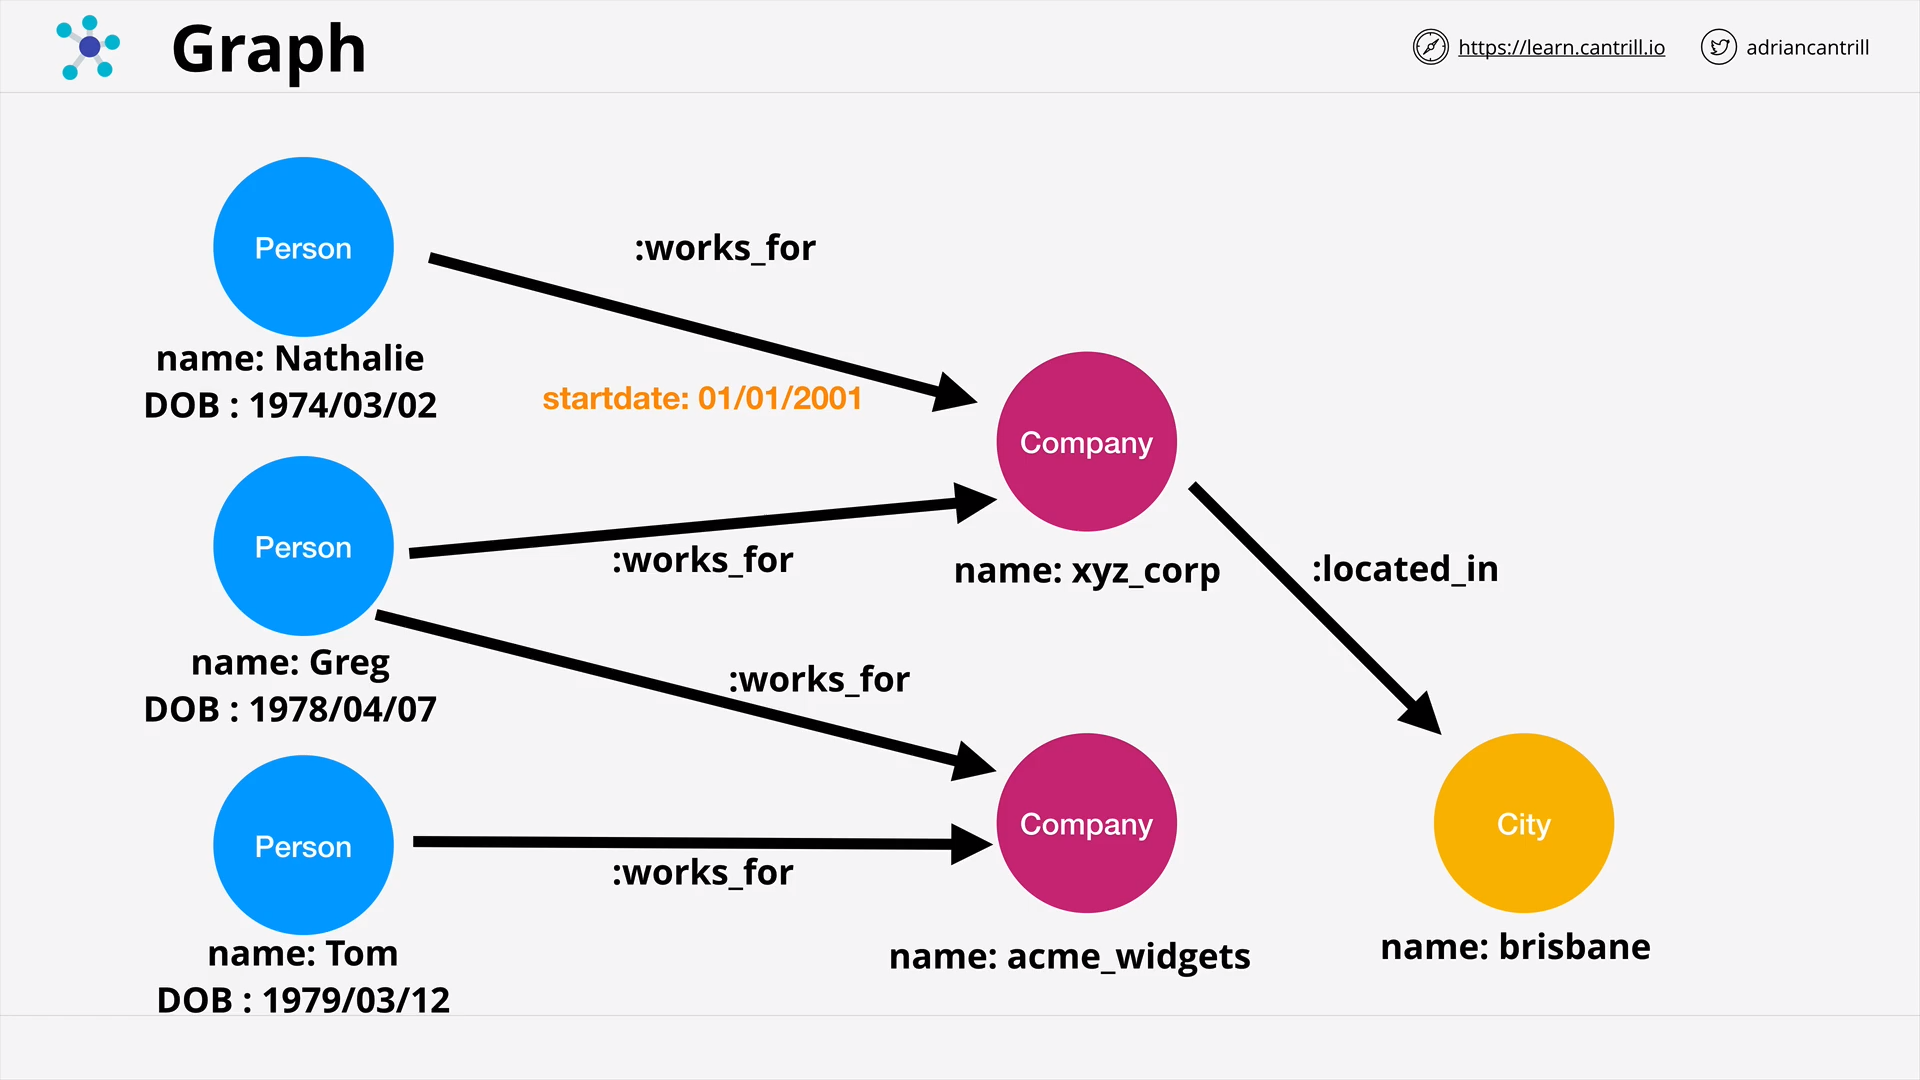 Graph
https://learn.cantrill.io
adriancantrill
Person
name: Nathalie
DOB : 1974/03/02
:works_for
startdate: 01/01/2001
Company
name: xyz_corp
Person
name: Greg
DOB : 1978/04/07
:works_for
:works_for
:located_in
Person
name: Tom
DOB : 1979/03/12
:works_for
Company
name: acme_widgets
City
name: brisbane